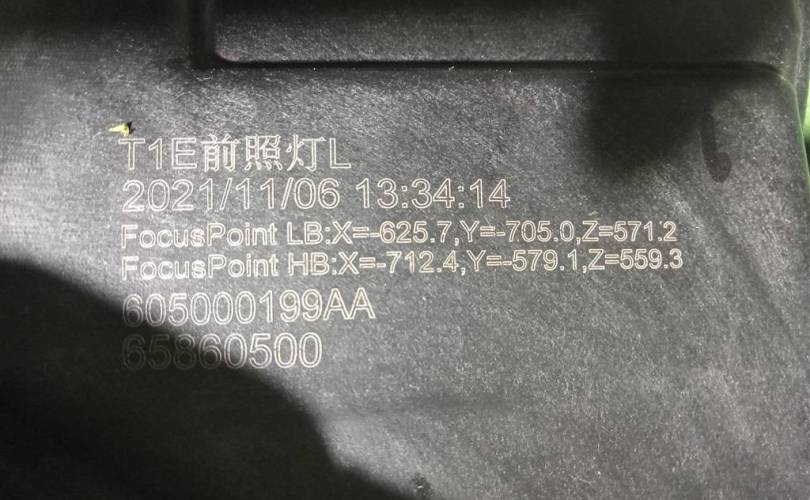 T1E前照灯L
2021/11/06 13:34:14
FocusPoint LB:X=-625.7,Y=-705.0,Z=571.2
FocusPoint HB:X=-712.4,Y=-579.1,Z=559.3
605000199AA
65860500